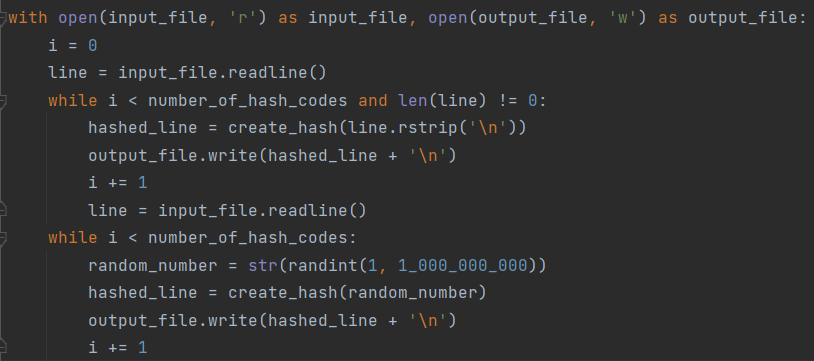 with open(input_file, 'r') as input_file, open(output_file, 'w') as output_file:
    i = 0
    line = input_file.readline()
    while i < number_of_hash_codes and len(line) != 0:
        hashed_line = create_hash(line.rstrip('\n'))
        output_file.write(hashed_line + '\n')
        i += 1
        line = input_file.readline()
    while i < number_of_hash_codes:
        random_number = str(randint(1, 1_000_000_000))
        hashed_line = create_hash(random_number)
        output_file.write(hashed_line + '\n')
        i += 1